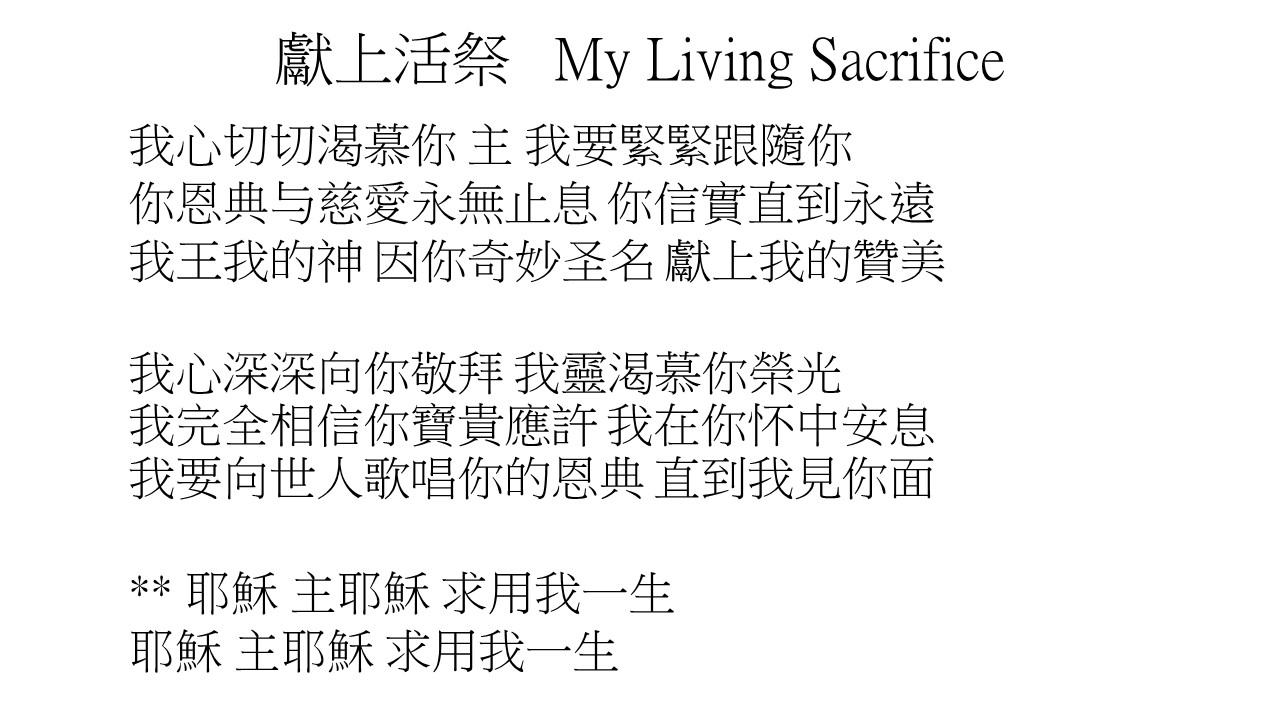 獻上活祭 My Living Sacrifice
我心切切渴慕你 主 我要緊緊跟隨你
你恩典与慈愛永無止息 你信實直到永遠
我王我的神 因你奇妙圣名 獻上我的贊美
我心深深向你敬拜 我靈渴慕你榮光
我完全相信你寶貴應許 我在你怀中安息
我要向世人歌唱你的恩典 直到我見你面
** 耶穌 主耶穌 求用我一生
耶穌 主耶穌 求用我一生